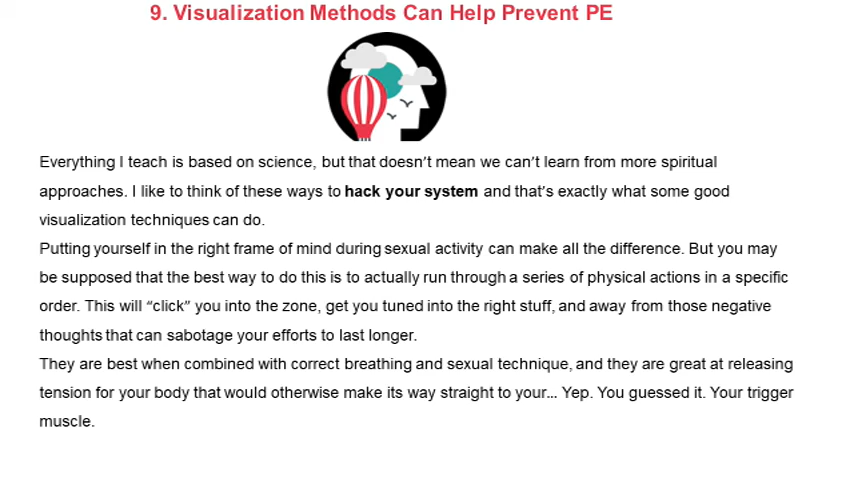 9. Visualization Methods Can Help Prevent PE
Everything I teach is based on science, but that doesn't mean we can't learn from more spiritual
approaches. I like to think of these ways to hack your system and that's exactly what some good
visualization techniques can do.
Putting yourself in the right frame of mind during sexual activity can make all the difference. But you may
be supposed that the best way to do this is to actually run through a series of physical actions in a specific
order. This will “click” you into the zone, get you tuned into the right stuff, and away from those negative
thoughts that can sabotage your efforts to last longer.
They are best when combined with correct breathing and sexual technique, and they are great at releasing
tension for your body that would otherwise make its way straight to your... Yep. You guessed it. Your trigger
muscle.